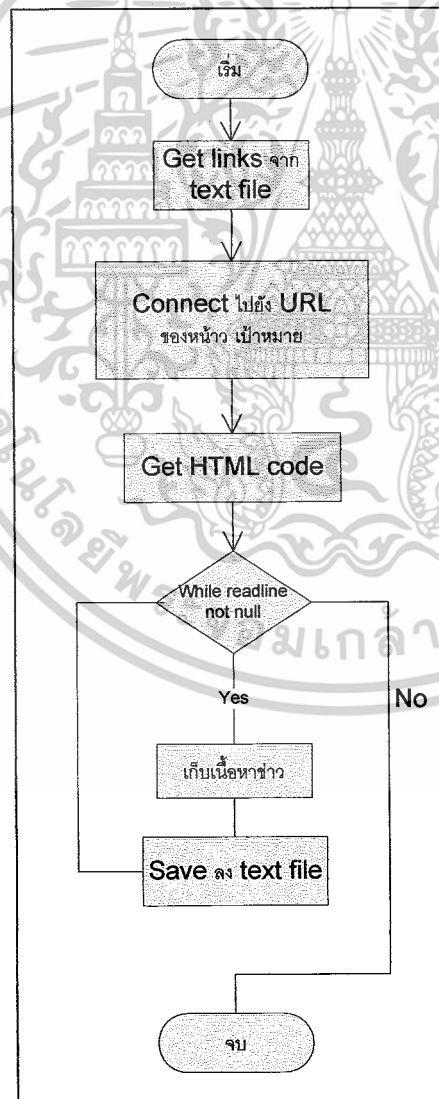 เริ่ม
Get links จาก
text file
Connect ไปยัง URL
ของหน้าว เป้าหมาย
Get HTML code
While readline
not null
Yes
No
เก็บเนื้อหาข่าว
Save ลง text file
จบ